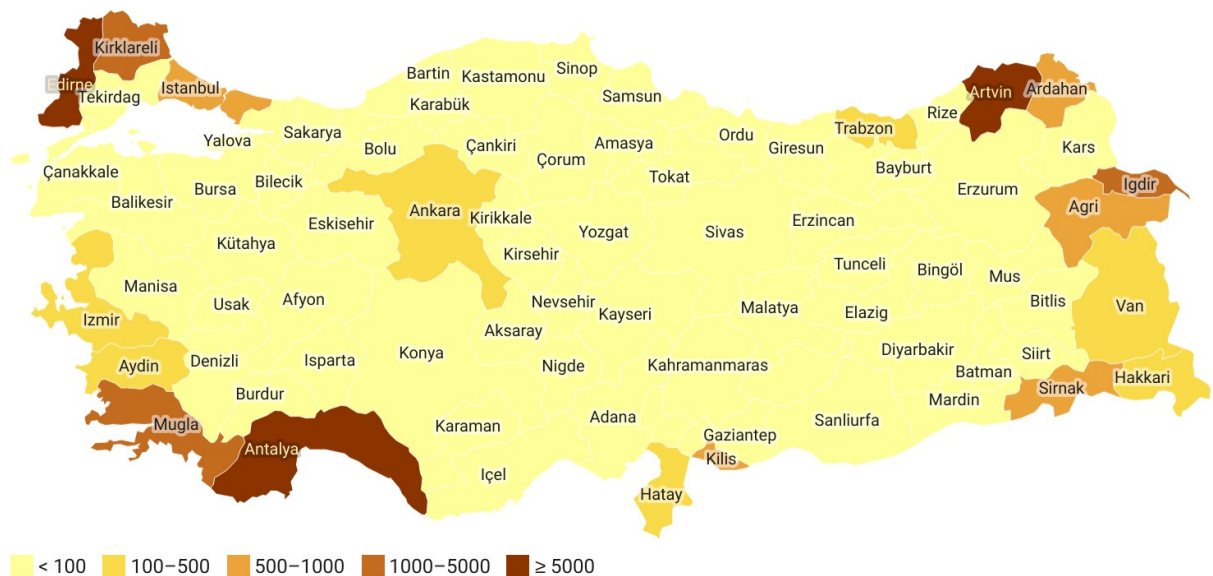 Kirklareli
Edirne
Tekirdag
Istanbul
Bartin
Kastamonu
Sinop
Karabük
Samsun
Artvin
Ardahan
Rize
Trabzon
Yalova
Sakarya
Bolu
Çankiri
Çorum
Amasya
Ordu
Giresun
Kars
Çanakkale
Balikesir
Bursa
Bilecik
Tokat
Bayburt
Erzurum
Igdir
Agri
Ankara
Kirikkale
Eskisehir
Kütahya
Yozgat
Sivas
Erzincan
Kirsehir
Tunceli
Bingöl
Mus
Manisa
Usak
Afyon
Nevsehir
Kayseri
Malatya
Elazig
Bitlis
Van
Izmir
Aksaray
Aydin
Denizli
Isparta
Konya
Nigde
Kahramanmaras
Diyarbakir
Batman
Siirt
Sirnak
Hakkari
Burdur
Mardin
Mugla
Antalya
Karaman
Adana
Gaziantep
Sanliurfa
Kilis
Içel
Hatay
< 100 100–500 500–1000 1000–5000 ≥ 5000